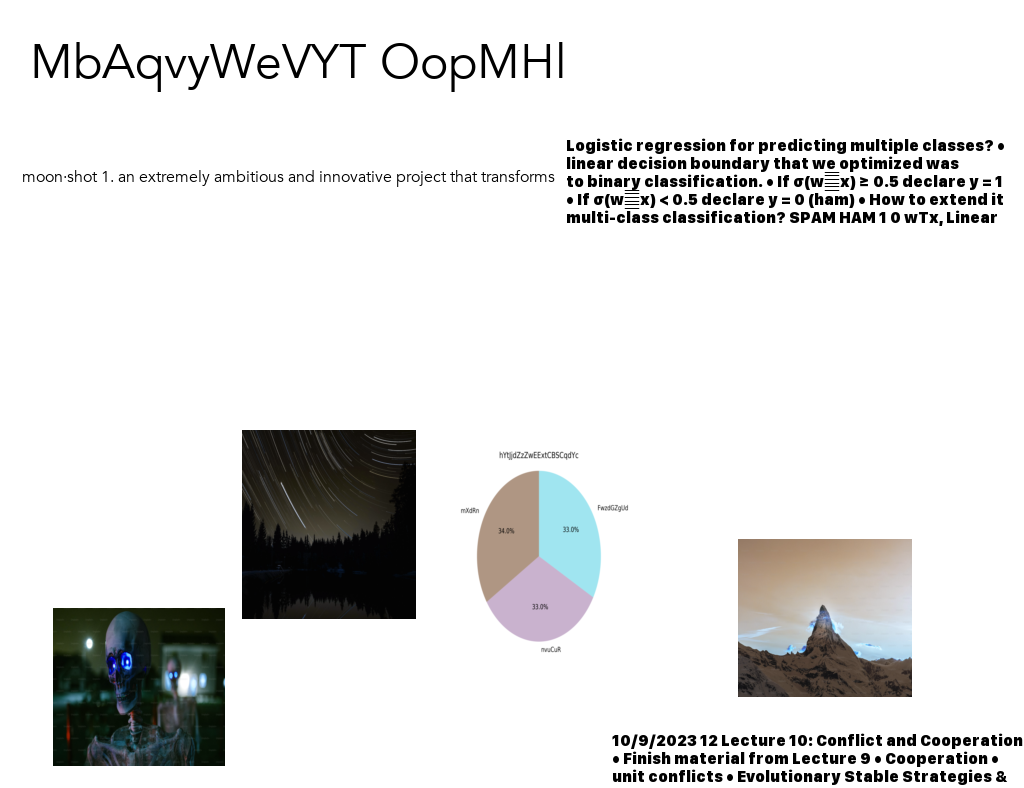 MbAqvyWeVYT OopMHl
moon·shot 1. an extremely ambitious and innovative project that transforms
Logistic regression for predicting multiple classes? •
linear decision boundary that we optimized was
to binary classification. • If σ(w x) ≥ 0.5 declare y = 1
• If σ(w x) < 0.5 declare y = 0 (ham) • How to extend it
multi-class classification? SPAM HAM 1 0 wTx, Linear
hYtJjdZzZwEExtCBSCqdYc
mXdRn
FwzdGZgUd
34.0%
33.0%
33.0%
nvuCuR
10/9/2023 12 Lecture 10: Conflict and Cooperation
• Finish material from Lecture 9 • Cooperation •
unit conflicts • Evolutionary Stable Strategies &